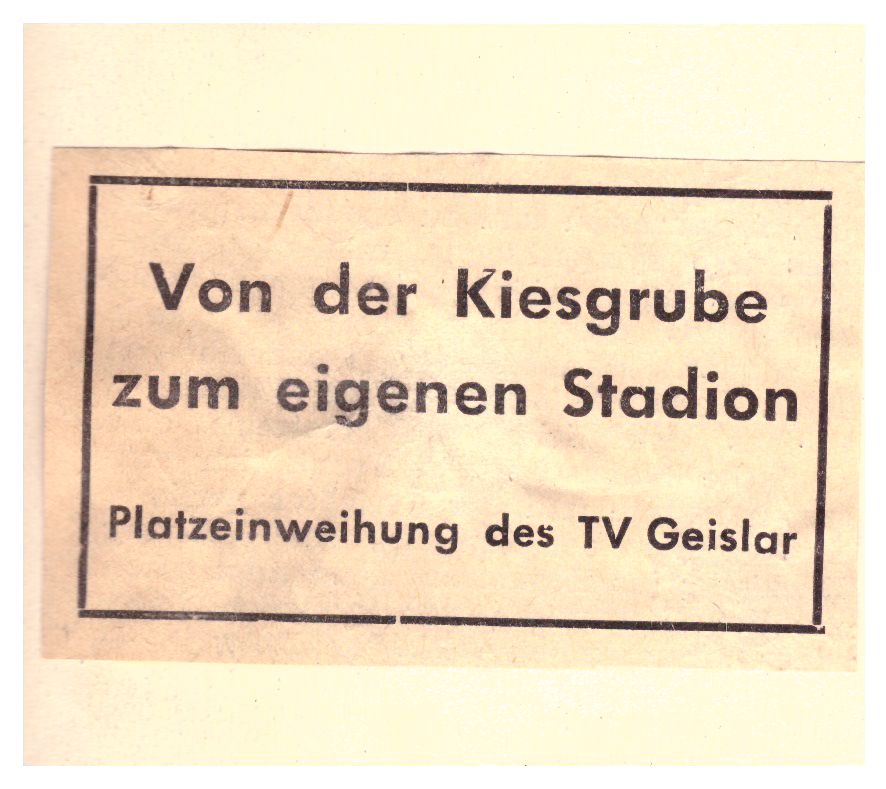 Von der Kiesgrube
zum eigenen Stadion
Platzeinweihung des TV Geislar